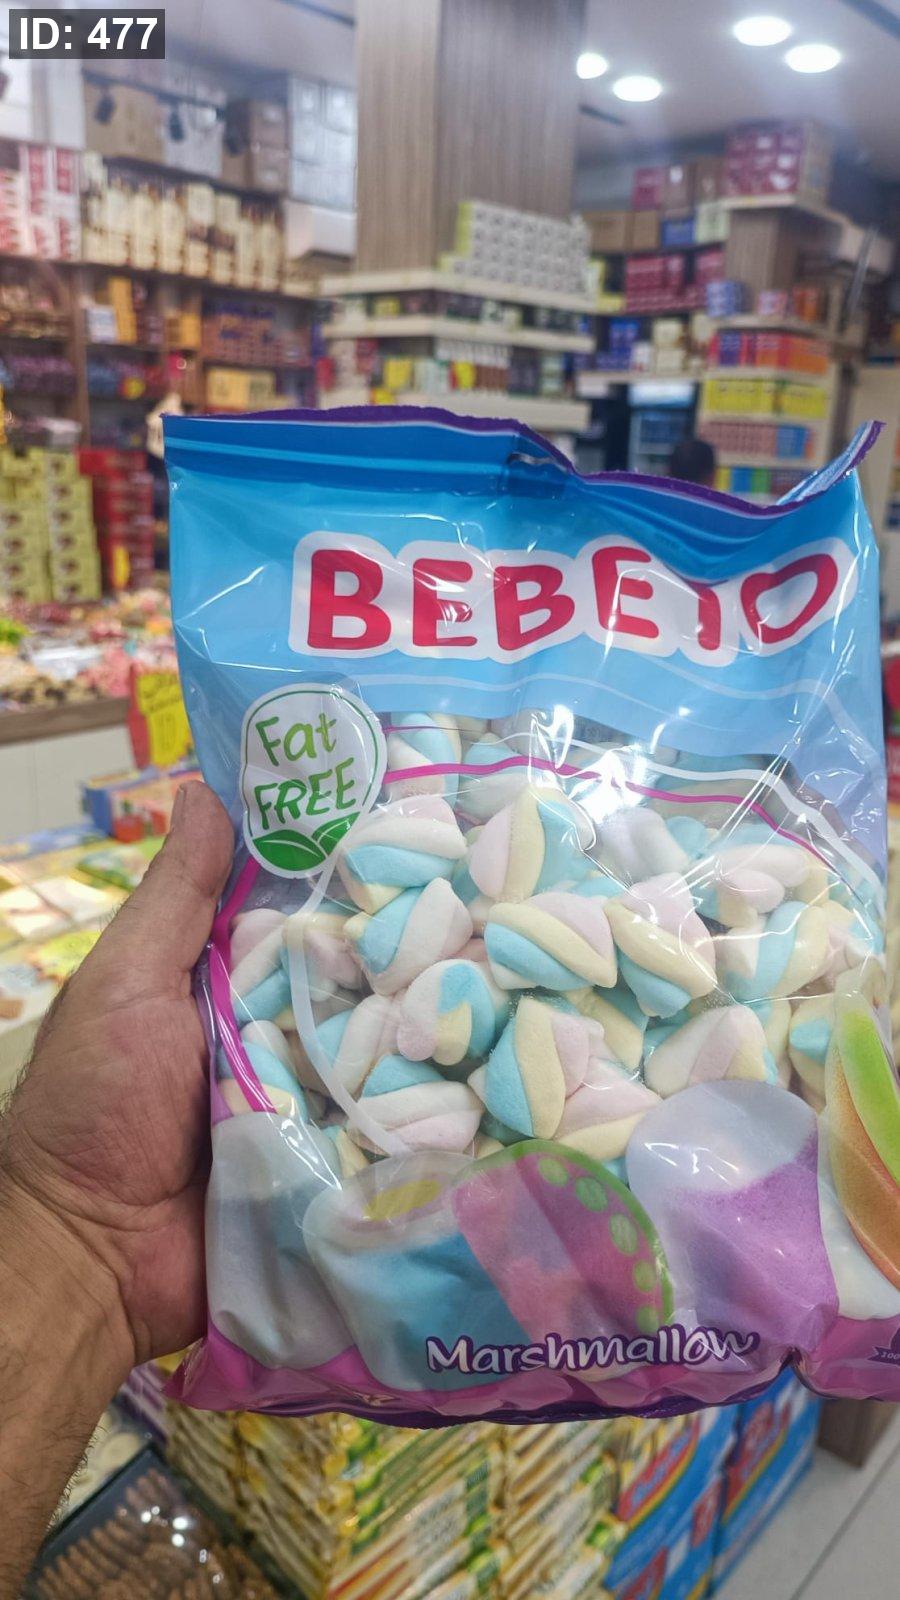 ID: 477
BEBETO
Fat
FREE
Marshmallow